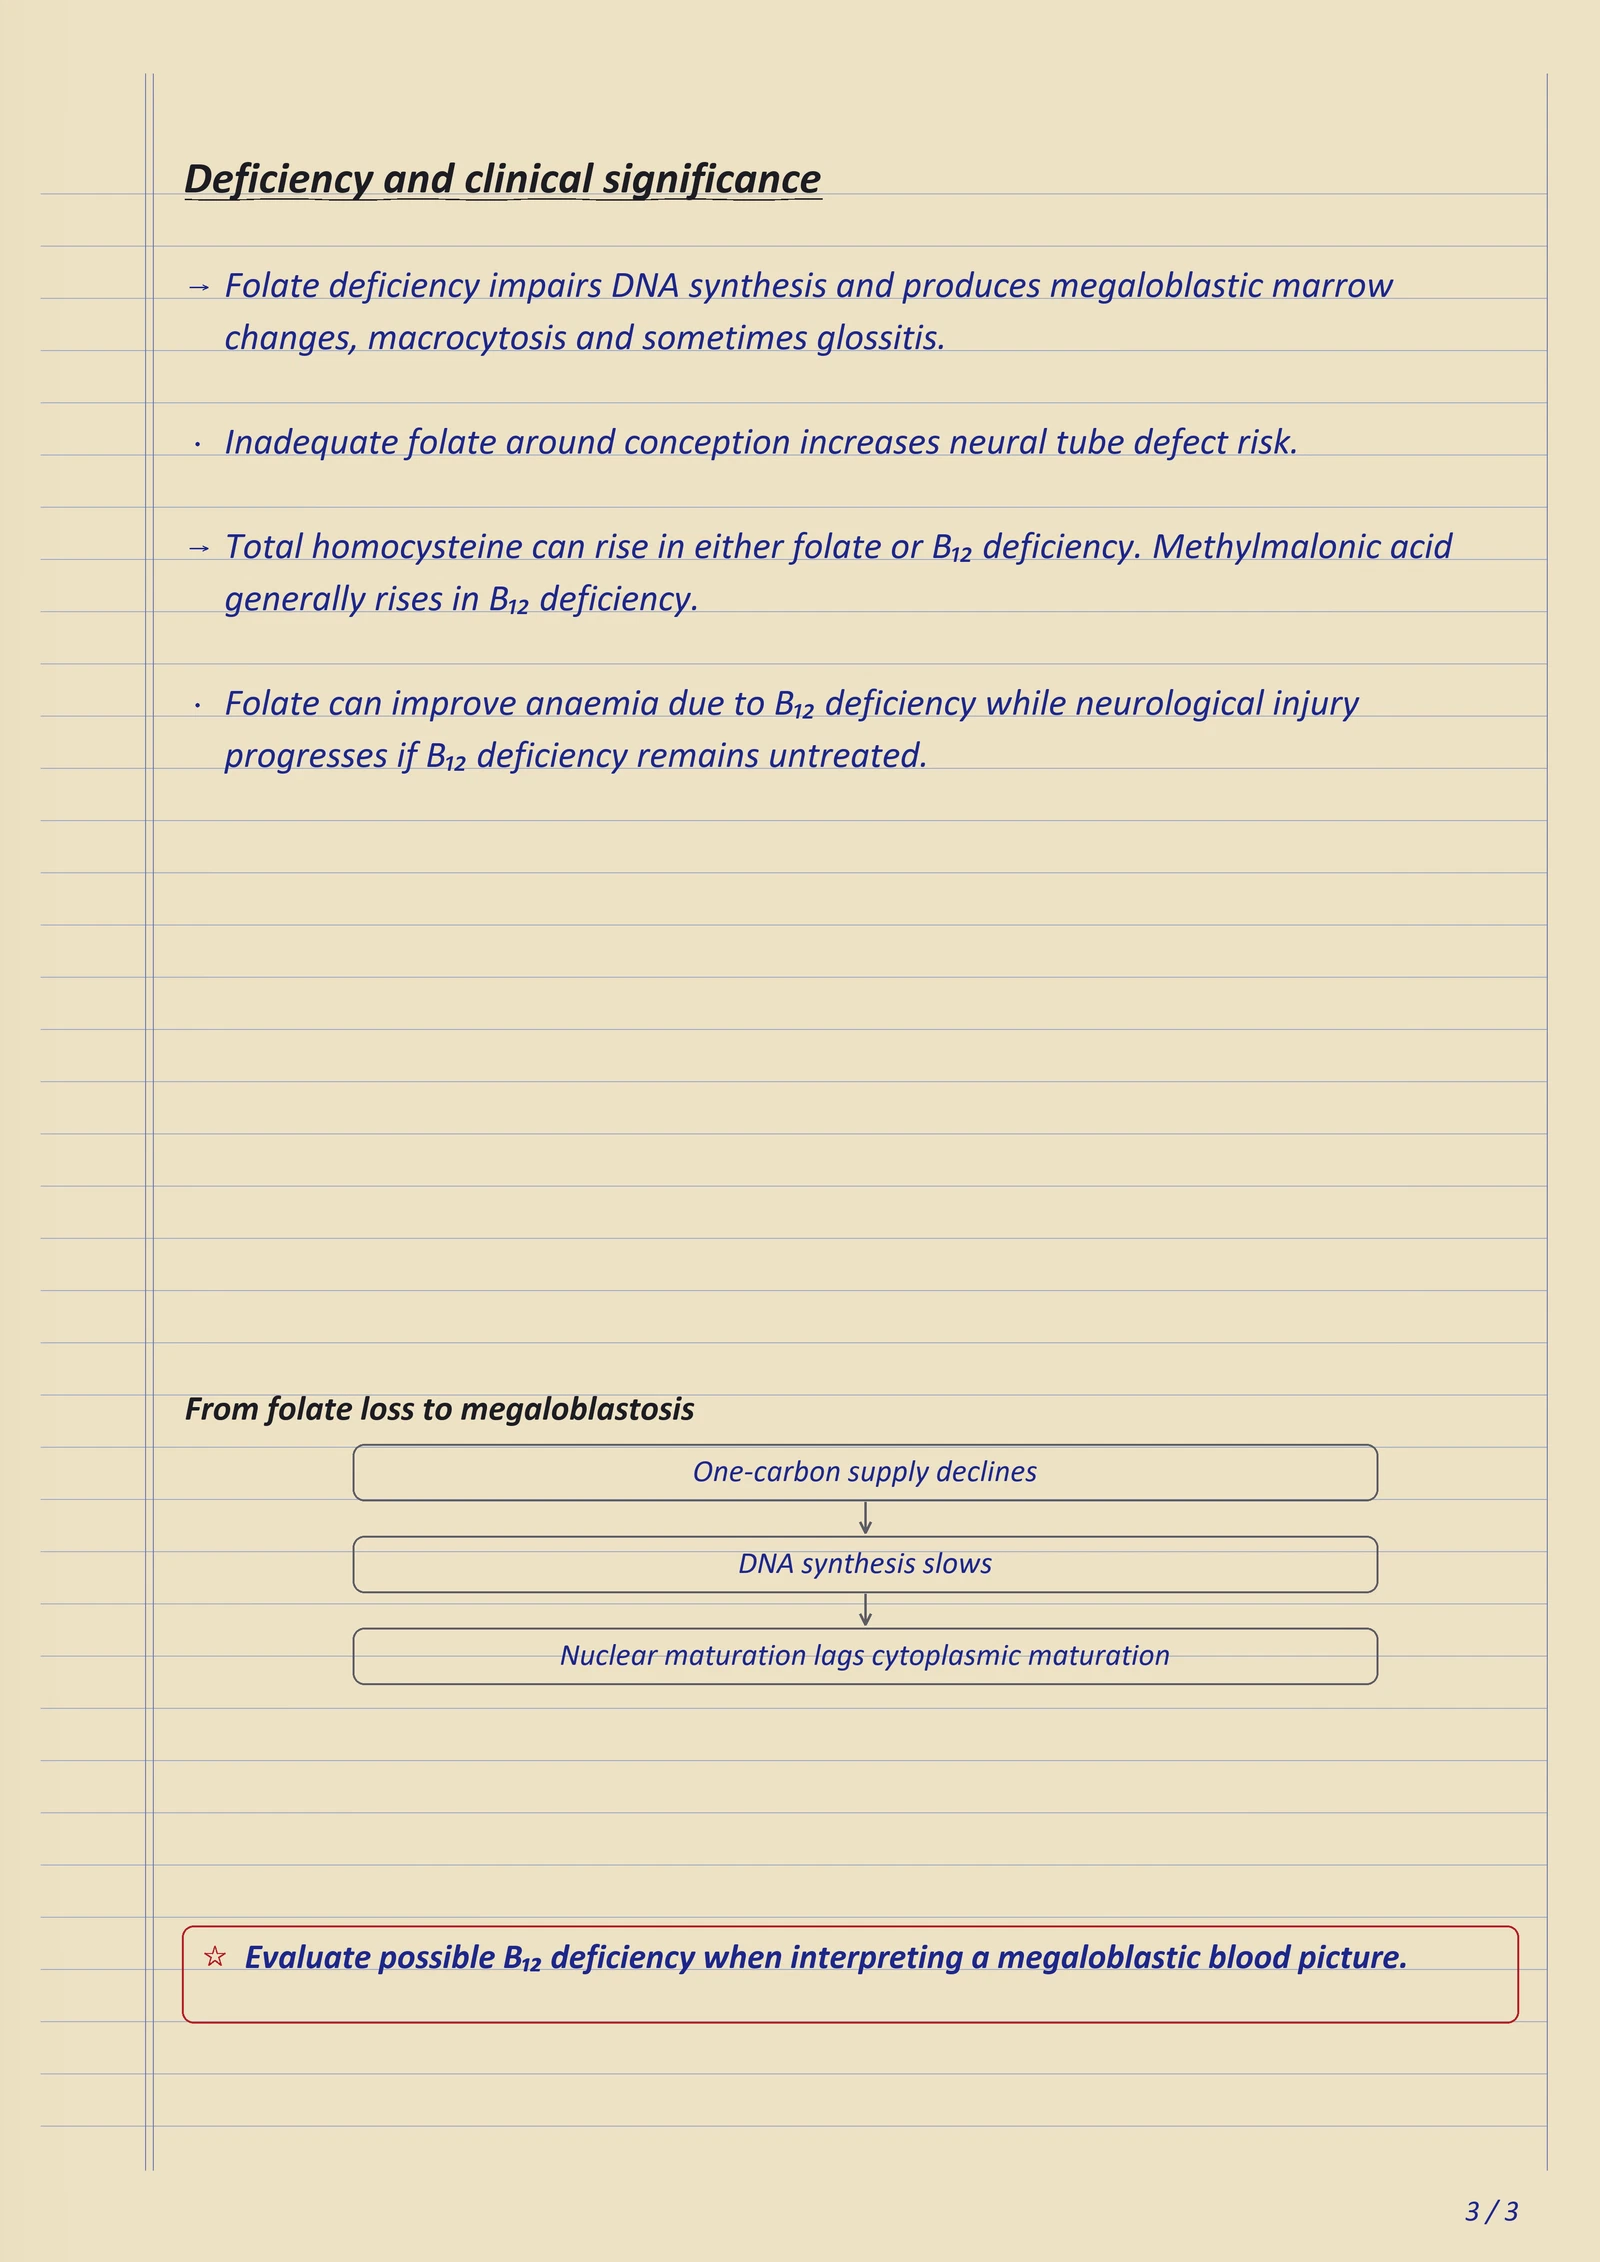 Deficiency and clinical significance
→ Folate deficiency impairs DNA synthesis and produces megaloblastic marrow
changes, macrocytosis and sometimes glossitis.
· Inadequate folate around conception increases neural tube defect risk.
→ Total homocysteine can rise in either folate or B₁₂ deficiency. Methylmalonic acid
generally rises in B₁₂ deficiency.
· Folate can improve anaemia due to B₁₂ deficiency while neurological injury
progresses if B₁₂ deficiency remains untreated.
From folate loss to megaloblastosis
One-carbon supply declines
DNA synthesis slows
Nuclear maturation lags cytoplasmic maturation
☆ Evaluate possible B₁₂ deficiency when interpreting a megaloblastic blood picture.
3 / 3